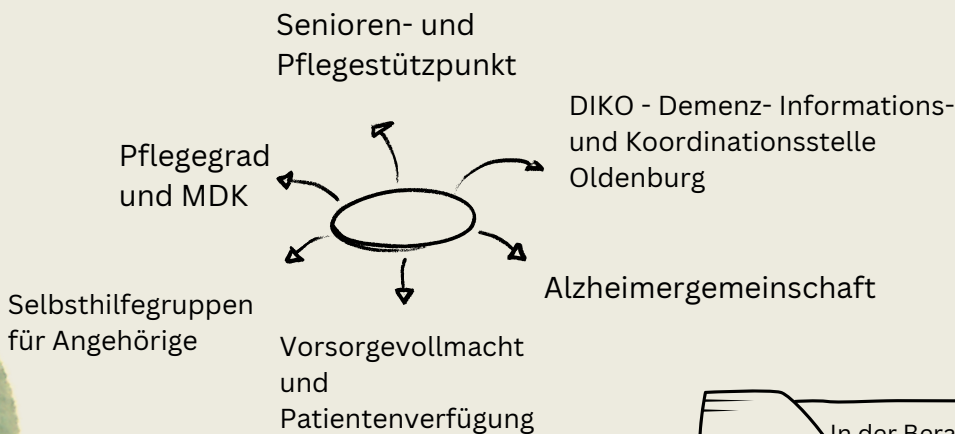 Senioren- und
Pflegestützpunkt
DIKO - Demenz- Informations-
und Koordinationsstelle
Oldenburg
Pflegegrad
und MDK
Alzheimergemeinschaft
Selbsthilfegruppen
für Angehörige
Vorsorgevollmacht
und
Patientenverfügung
In der